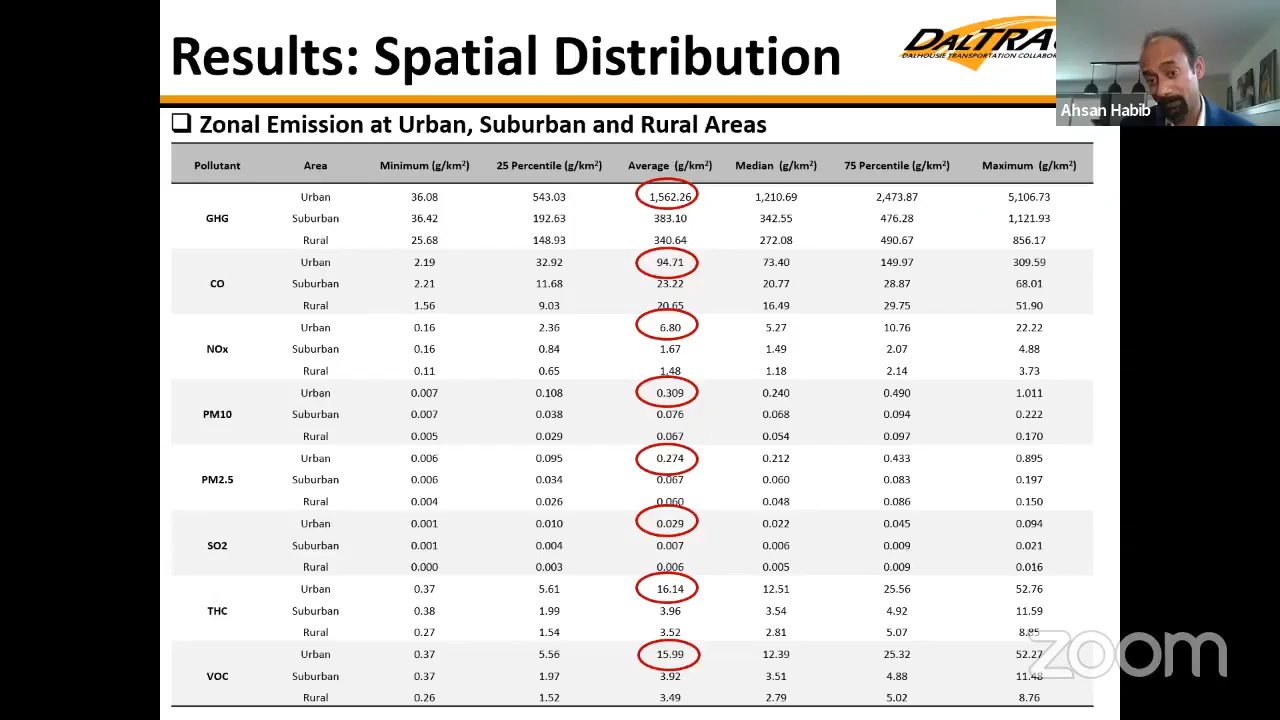 Results: Spatial Distribution
DALTRAC
DALHOUSIE TRANSPORTATION COLLABOR
Ahsan Habib
❑ Zonal Emission at Urban, Suburban and Rural Areas
Pollutant Area Minimum (g/km²) 25 Percentile (g/km²) Average (g/km²) Median (g/km²) 75 Percentile (g/km²) Maximum (g/km²)
GHG
Urban 36.08 543.03 1,562.26 1,210.69 2,473.87 5,106.73
Suburban 36.42 192.63 383.10 342.55 476.28 1,121.93
Rural 25.68 148.93 340.64 272.08 490.67 856.17
CO
Urban 2.19 32.92 94.71 73.40 149.97 309.59
Suburban 2.21 11.68 23.22 20.77 28.87 68.01
Rural 1.56 9.03 20.65 16.49 29.75 51.90
NOx
Urban 0.16 2.36 6.80 5.27 10.76 22.22
Suburban 0.16 0.84 1.67 1.49 2.07 4.88
Rural 0.11 0.65 1.48 1.18 2.14 3.73
PM10
Urban 0.007 0.108 0.309 0.240 0.490 1.011
Suburban 0.007 0.038 0.076 0.068 0.094 0.222
Rural 0.005 0.029 0.067 0.054 0.097 0.170
PM2.5
Urban 0.006 0.095 0.274 0.212 0.433 0.895
Suburban 0.006 0.034 0.067 0.060 0.083 0.197
Rural 0.004 0.026 0.060 0.048 0.086 0.150
SO2
Urban 0.001 0.010 0.029 0.022 0.045 0.094
Suburban 0.001 0.004 0.007 0.006 0.009 0.021
Rural 0.000 0.003 0.006 0.005 0.009 0.016
THC
Urban 0.37 5.61 16.14 12.51 25.56 52.76
Suburban 0.38 1.99 3.96 3.54 4.92 11.59
Rural 0.27 1.54 3.52 2.81 5.07 8.85
VOC
Urban 0.37 5.56 15.99 12.39 25.32 52.27
Suburban 0.37 1.97 3.92 3.51 4.88 11.48
Rural 0.26 1.52 3.49 2.79 5.02 8.76
zoom